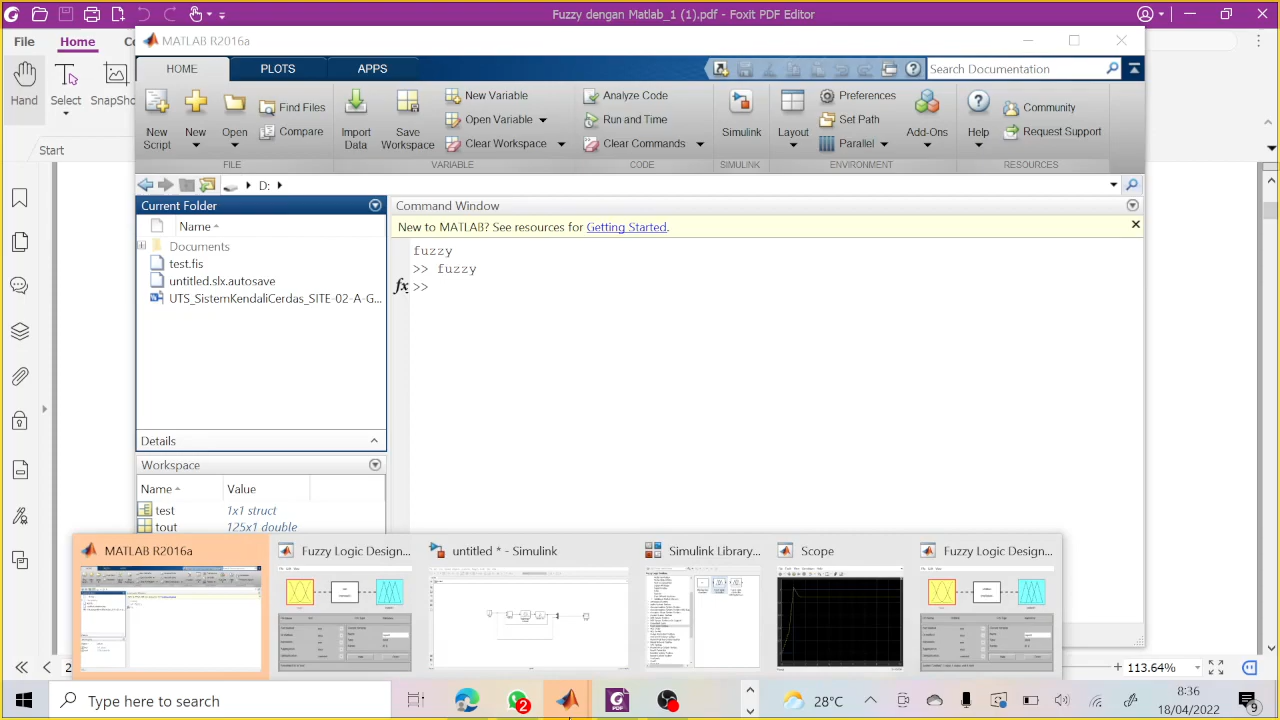 Fuzzy dengan Matlab_1 (1).pdf - Foxit PDF Editor
File
Home
Hand
Select
SnapSho
Start
MATLAB R2016a
HOME
PLOTS
APPS
Search Documentation
New Script
New
Open
Find Files
Compare
Import Data
Save Workspace
New Variable
Open Variable
Clear Workspace
Analyze Code
Run and Time
Clear Commands
Simulink
Layout
Preferences
Set Path
Parallel
Add-Ons
Help
Community
Request Support
FILE
VARIABLE
CODE
SIMULINK
ENVIRONMENT
RESOURCES
D:
Current Folder
Name
Documents
test.fis
untitled.slx.autosave
UTS_SistemKendaliCerdas_SITE-02-A-G...
Details
Workspace
Name
Value
test
1x1 struct
tout
125x1 double
Command Window
New to MATLAB? See resources for Getting Started.
fuzzy
>> fuzzy
fx >>
MATLAB R2016a
Fuzzy Logic Design...
untitled * - Simulink
Simulink Library...
Scope
Fuzzy Logic Design...
113.64%
Type here to search
2
28°C
8:36
18/04/2022
9